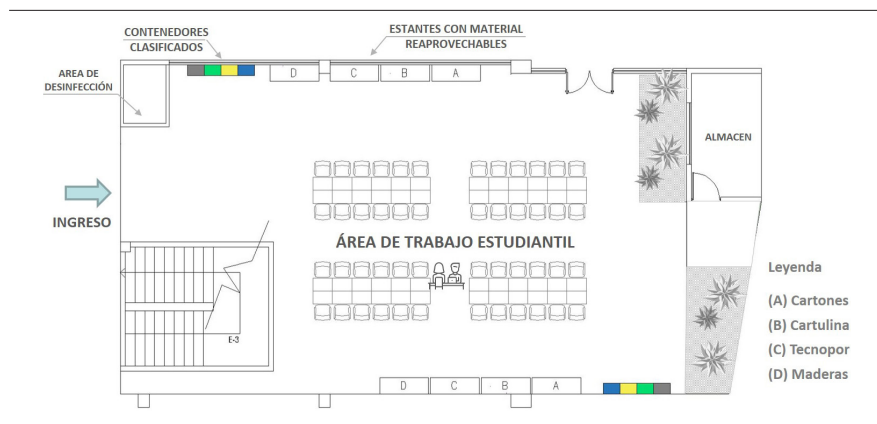 CONTENEDORES
CLASIFICADOS
ESTANTES CON MATERIAL
REAPROVECHABLES
AREA DE
DESINFECCIÓN
D
C
B
A
ALMACEN
INGRESO
ÁREA DE TRABAJO ESTUDIANTIL
E-3
D
C
B
A
Leyenda
(A) Cartones
(B) Cartulina
(C) Tecnopor
(D) Maderas